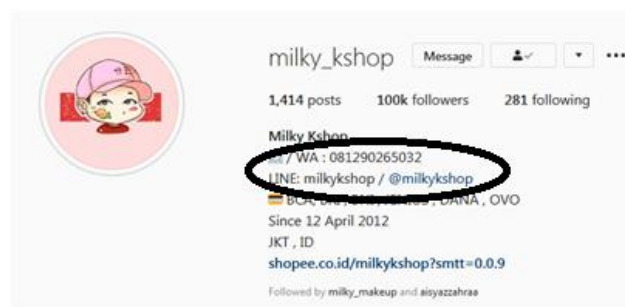 milky_kshop Message
1,414 posts 100k followers 281 following
Milky Kshop
/ WA : 081290265032
LINE: milkykshop / @milkykshop
BCA, , DANA , OVO
Since 12 April 2012
JKT , ID
shopee.co.id/milkykshop?smtt=0.0.9
Followed by milky_makeup and aisyazzahraa